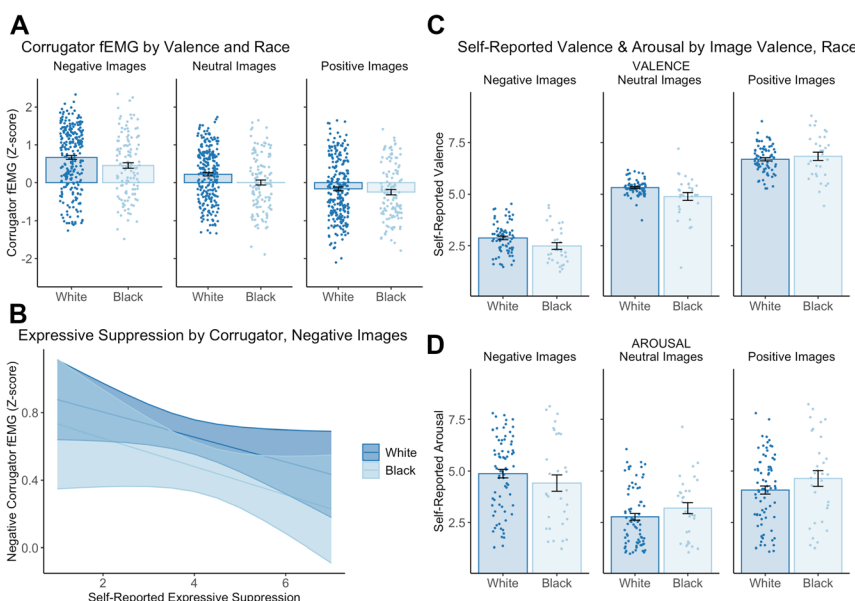 A
Corrugator fEMG by Valence and Race
Negative Images Neutral Images Positive Images
Corrugator fEMG (Z-score)
2
1
0
-1
-2
White Black White Black White Black
B
Expressive Suppression by Corrugator, Negative Images
Negative Corrugator fEMG (Z-score)
0.8
0.4
0.0
2 4 6
Self-Reported Expressive Suppression
White
Black
C
Self-Reported Valence & Arousal by Image Valence, Race
VALENCE
Negative Images Neutral Images Positive Images
Self-Reported Valence
7.5
5.0
2.5
White Black White Black White Black
D
AROUSAL
Negative Images Neutral Images Positive Images
Self-Reported Arousal
7.5
5.0
2.5
White Black White Black White Black